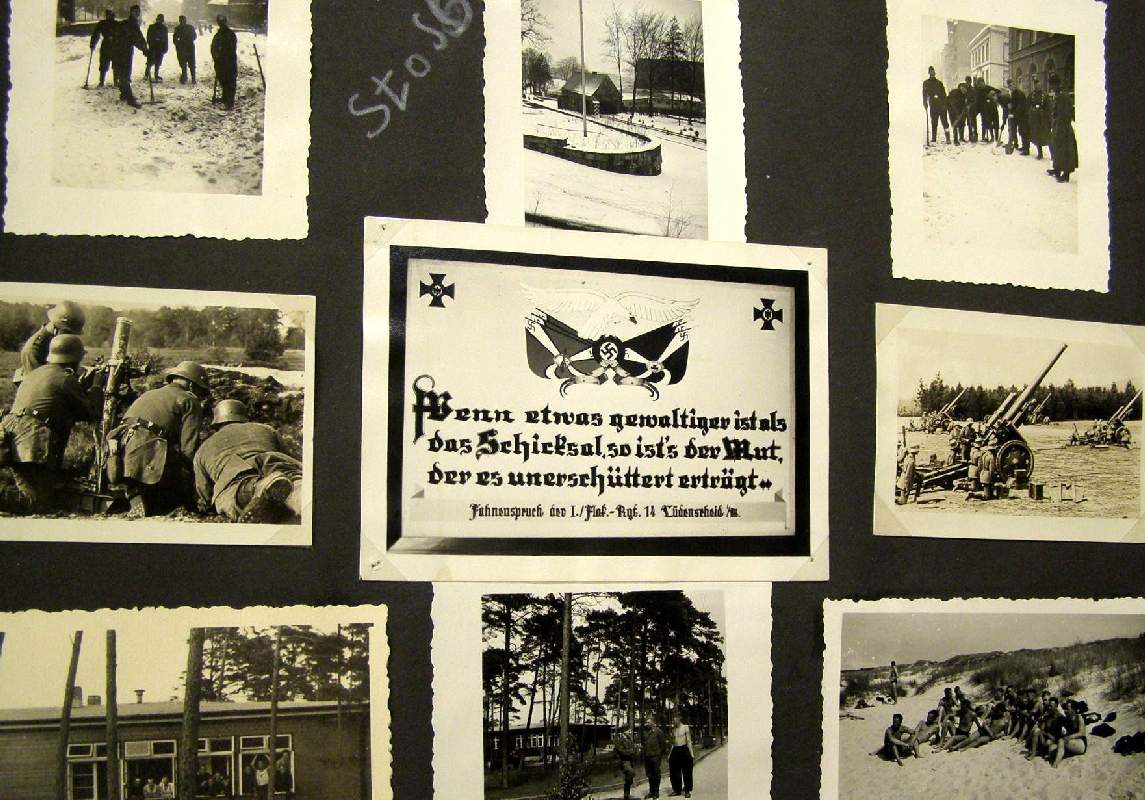 Wenn etwas gewaltiger ist als
das Schicksal, so ist's der Mut,
der es unerschüttert erträgt»
Fahnenspruch der I./Flak.-Rgt. 14 Lüdenscheid i/W.